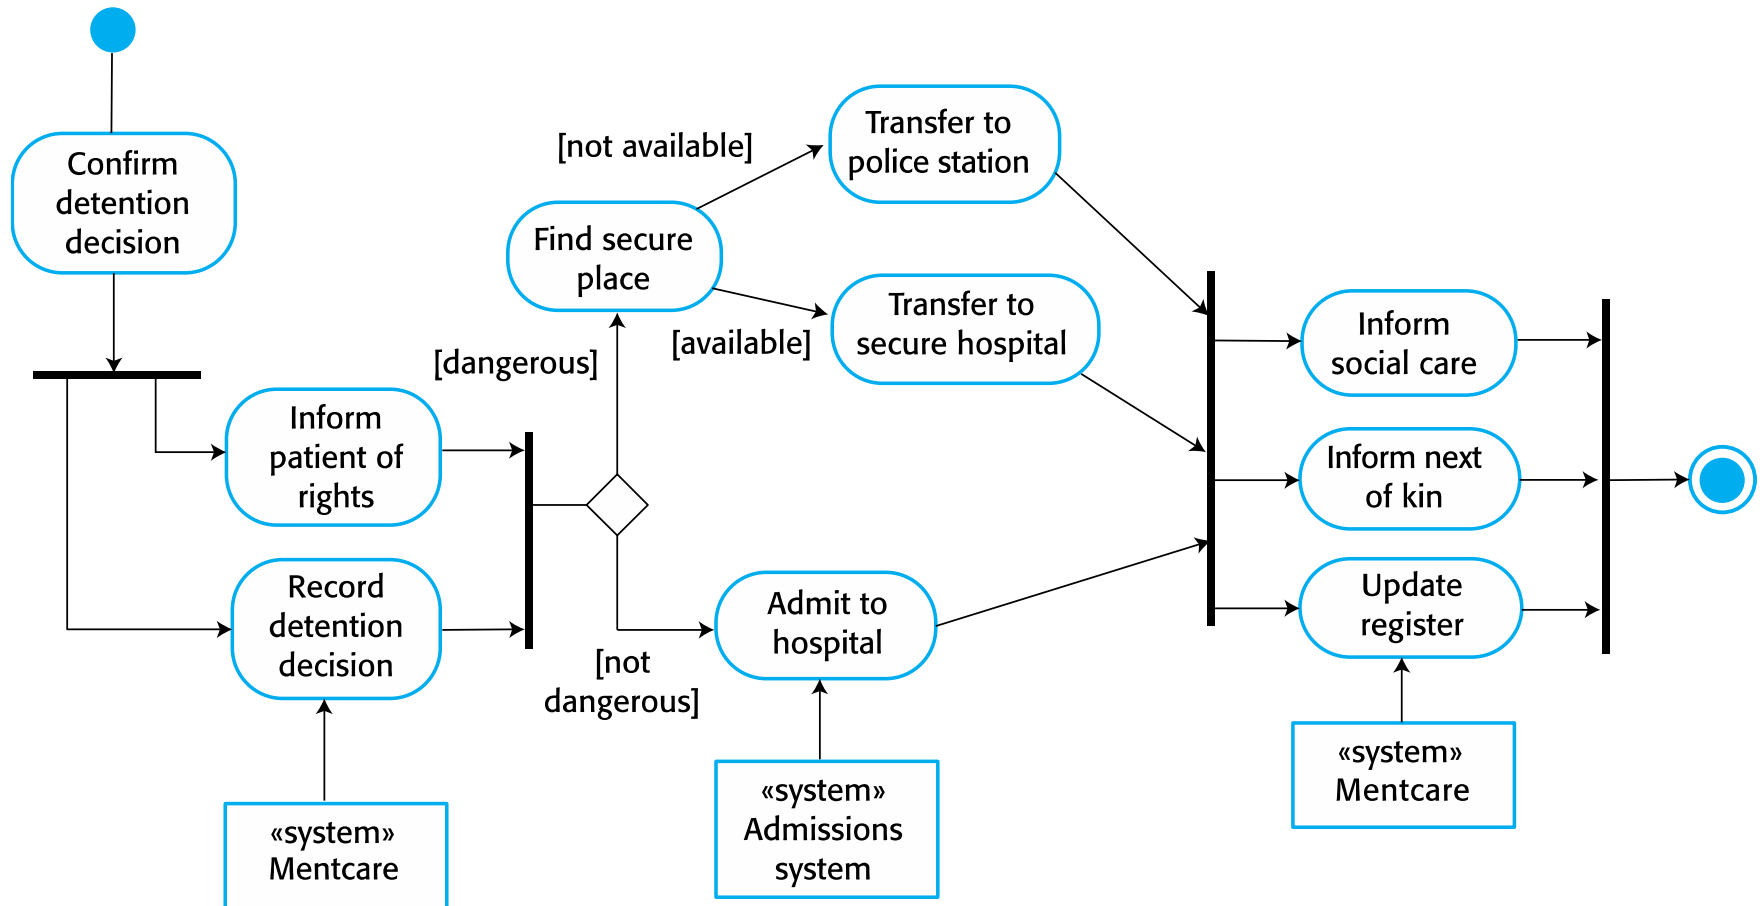 Confirm
detention
decision
Inform
patient of
rights
Record
detention
decision
«system»
Mentcare
[dangerous]
[not
dangerous]
Find secure
place
[not available]
[available]
Transfer to
police station
Transfer to
secure hospital
Admit to
hospital
«system»
Admissions
system
Inform
social care
Inform next
of kin
Update
register
«system»
Mentcare